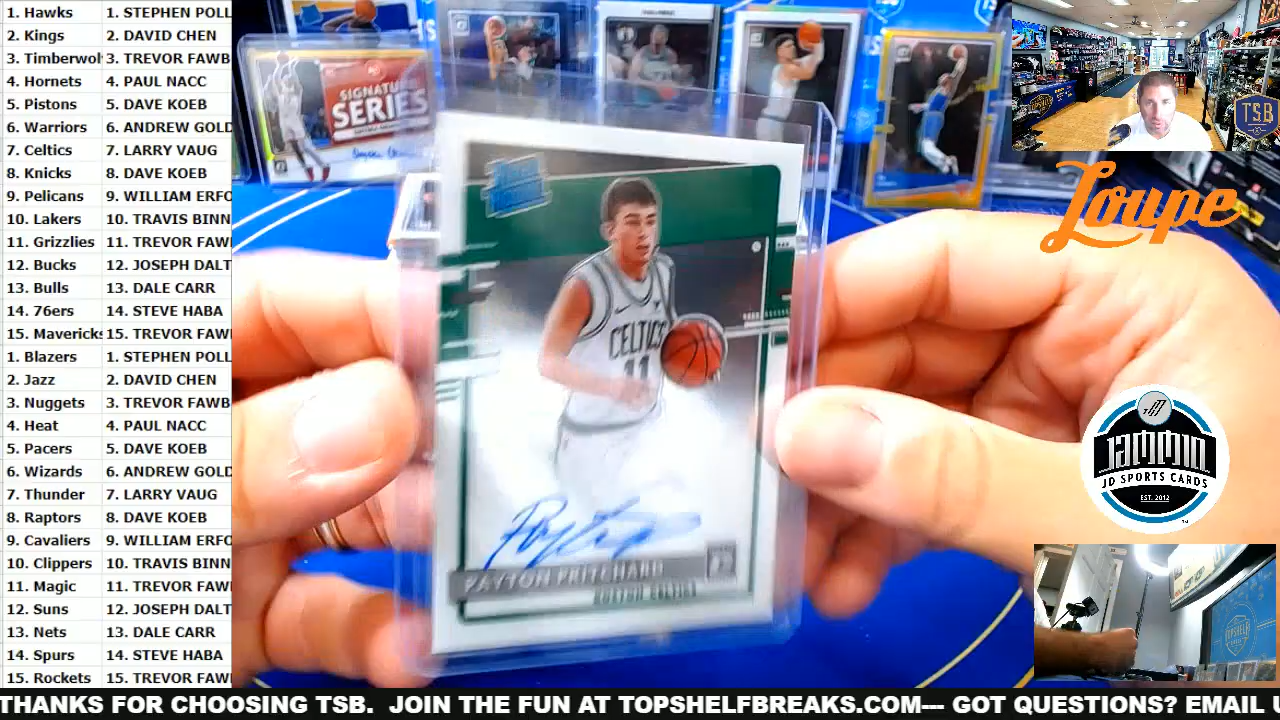 1. Hawks 1. STEPHEN POLL
2. Kings 2. DAVID CHEN
3. Timberwol 3. TREVOR FAWB
4. Hornets 4. PAUL NACC
5. Pistons 5. DAVE KOEB
6. Warriors 6. ANDREW GOLD
7. Celtics 7. LARRY VAUG
8. Knicks 8. DAVE KOEB
9. Pelicans 9. WILLIAM ERFO
10. Lakers 10. TRAVIS BINN
11. Grizzlies 11. TREVOR FAW
12. Bucks 12. JOSEPH DALT
13. Bulls 13. DALE CARR
14. 76ers 14. STEVE HABA
15. Mavericks 15. TREVOR FAW
1. Blazers 1. STEPHEN POLL
2. Jazz 2. DAVID CHEN
3. Nuggets 3. TREVOR FAWB
4. Heat 4. PAUL NACC
5. Pacers 5. DAVE KOEB
6. Wizards 6. ANDREW GOLD
7. Thunder 7. LARRY VAUG
8. Raptors 8. DAVE KOEB
9. Cavaliers 9. WILLIAM ERFO
10. Clippers 10. TRAVIS BINN
11. Magic 11. TREVOR FAW
12. Suns 12. JOSEPH DALT
13. Nets 13. DALE CARR
14. Spurs 14. STEVE HABA
15. Rockets 15. TREVOR FAW
SIGNATURE
SERIES
CELTICS
11
PAYTON PRITCHARD
BOSTON CELTICS
TSB
Loupe
JAMMIN
JD SPORTS CARDS
EST. 2012
THANKS FOR CHOOSING TSB. JOIN THE FUN AT TOPSHELFBREAKS.COM--- GOT QUESTIONS? EMAIL